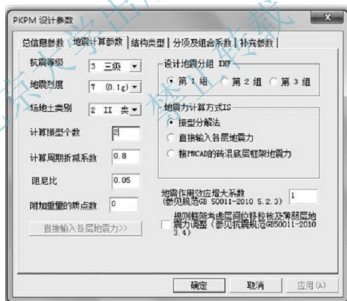 PKPM 设计参数
总信息参数 地震计算参数 结构类型 分项及组合系数 补充参数
抗震等级 3 三级
地震烈度 7 (0.1g)
场地土类别 2 II 类
计算振型个数 2
计算周期折减系数 0.8
阻尼比 0.05
附加重量的质点数 0
直接输入各层地震力>>
设计地震分组 INF
第 1 组 第 2 组 第 3 组
地震力计算方式IS
振型分解法
直接输入各层地震力
按PMCAD的砖混底层框架地震力
地震作用效应增大系数 1
(参见规范GB 50011-2010 5.2.3)
规则框架考虑层间位移校核及薄弱层地
震力调整 (参见抗震规范GB50011-2010
3.4)
确定 取消 应用(A)